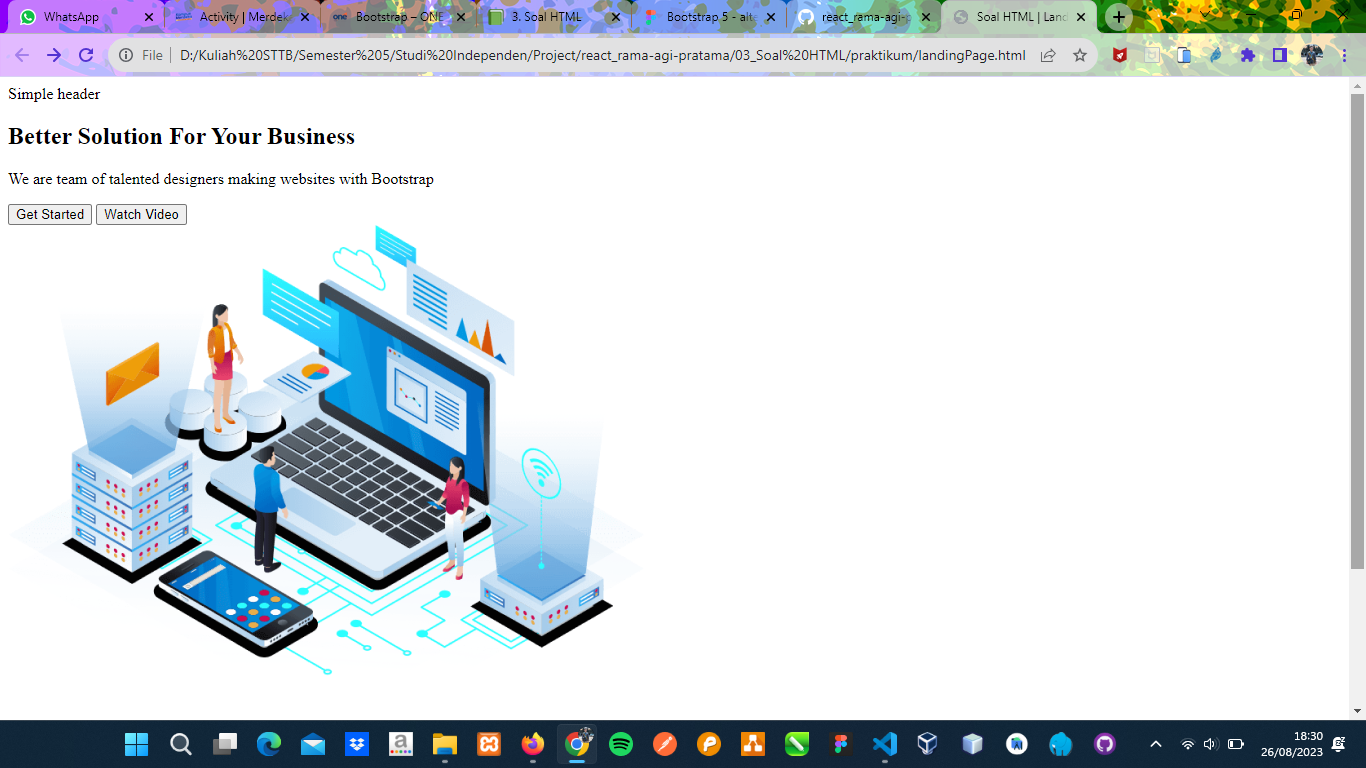 WhatsApp
Activity | Merdek
Bootstrap – ONE
3. Soal HTML
Bootstrap 5 - alt
react_rama-agi-p
Soal HTML | Land
File
D:/Kuliah%20STTB/Semester%205/Studi%20Independen/Project/react_rama-agi-pratama/03_Soal%20HTML/praktikum/landingPage.html
Simple header
Better Solution For Your Business
We are team of talented designers making websites with Bootstrap
Get Started Watch Video
18:30
26/08/2023